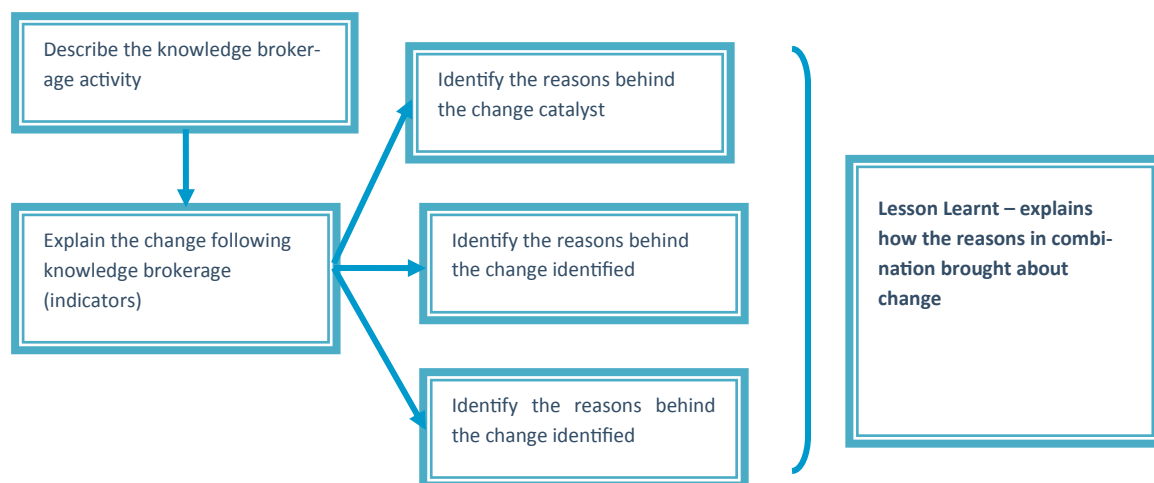 Describe the knowledge broker-
age activity
Explain the change following
knowledge brokerage
(indicators)
Identify the reasons behind
the change catalyst
Identify the reasons behind
the change identified
Identify the reasons behind
the change identified
Lesson Learnt – explains
how the reasons in combi-
nation brought about
change